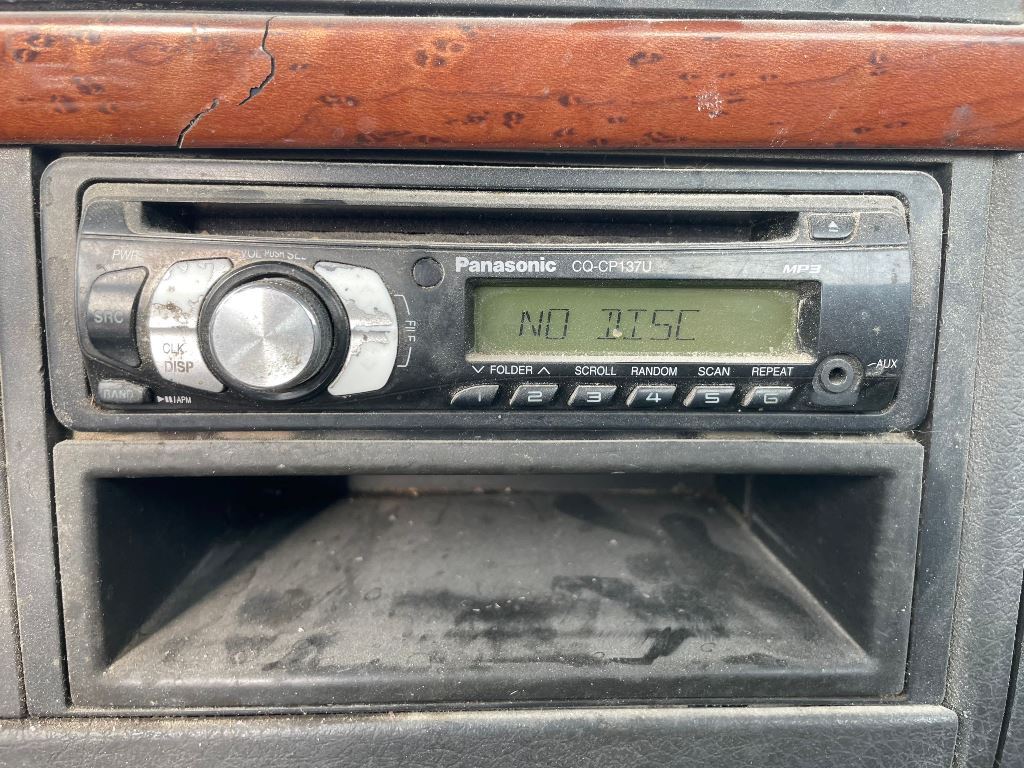 PWR
VOL PUSH SEL
SRC
CLK
DISP
BAND
APM
FILE
Panasonic CQ-CP137U MP3
NO DISC
FOLDER SCROLL RANDOM SCAN REPEAT
1 2 3 4 5 6
AUX